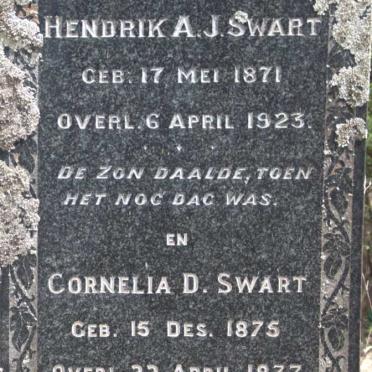 HENDRIK A.J. SWART
GEB. 17 MEI 1871
OVERL. 6 APRIL 1923.
DE ZON DAALDE, TOEN
HET NOG DAG WAS.
EN
CORNELIA D. SWART
GEB. 15 DES. 1875
OVERL. APRIL